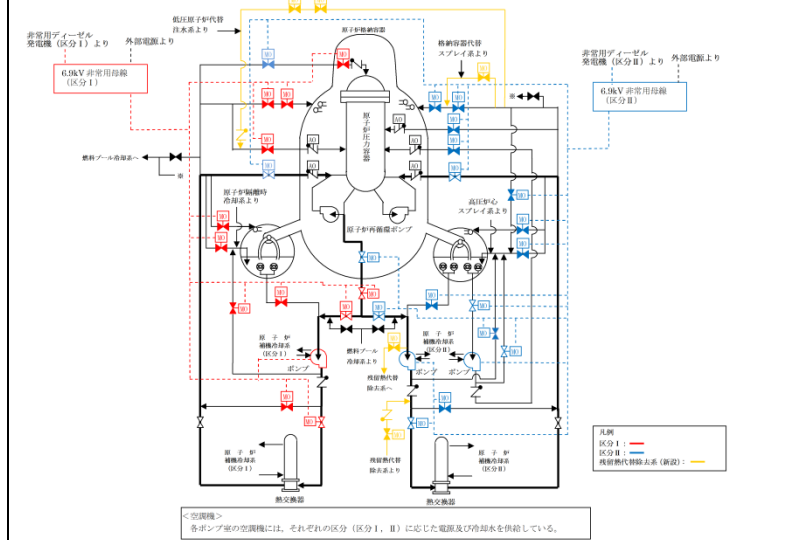 低圧原子炉代替
注水系より
原子炉格納容器
非常用ディーゼル
発電機（区分Ⅰ）より
外部電源より
6.9kV 非常用母線
（区分Ⅰ）
格納容器代替
スプレイ系より
非常用ディーゼル
発電機（区分Ⅱ）より
外部電源より
6.9kV 非常用母線
（区分Ⅱ）
原子炉圧力容器
※
燃料プール冷却系へ
※
原子炉隔離時
冷却系より
原子炉再循環ポンプ
高圧炉心
スプレイ系より
MO
AO
原子炉
補機冷却系
（区分Ⅰ）
ポンプ
燃料プール
冷却系より
残留熱代替
除去系へ
原子炉
補機冷却系
（区分Ⅱ）
ポンプ
ポンプ
残留熱代替
除去系より
原子炉
補機冷却系
（区分Ⅰ）
熱交換器
原子炉
補機冷却系
（区分Ⅱ）
熱交換器
凡例
区分Ⅰ：
区分Ⅱ：
残留熱代替除去系（新設）：
＜空調機＞
各ポンプ室の空調機には，それぞれの区分（区分Ⅰ，Ⅱ）に応じた電源及び冷却水を供給している。